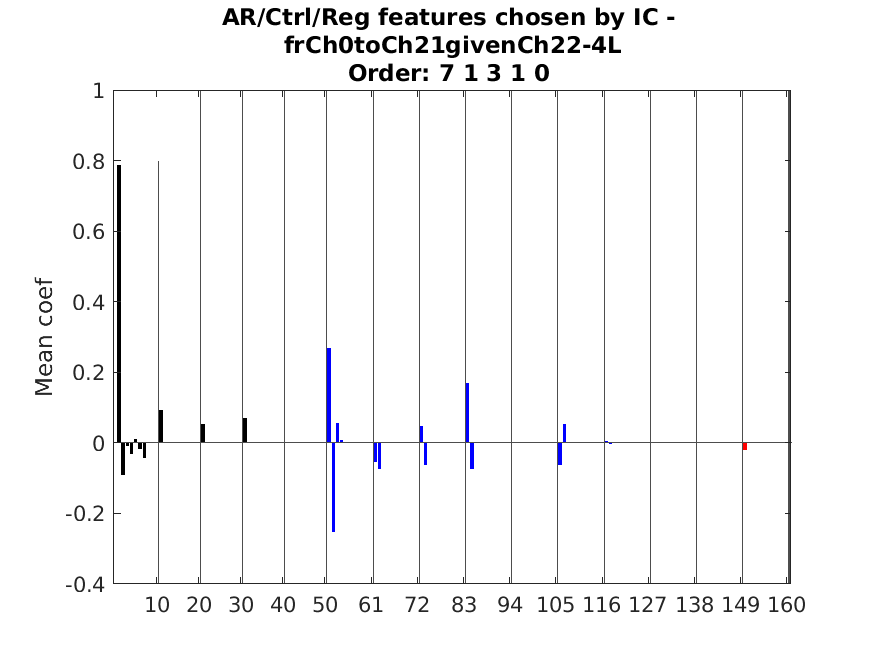 AR/Ctrl/Reg features chosen by IC -
frCh0toCh21givenCh22-4L
Order: 7 1 3 1 0
1
0.8
0.6
0.4
0.2
0
-0.2
-0.4
Mean coef
10 20 30 40 50 61 72 83 94 105 116 127 138 149 160